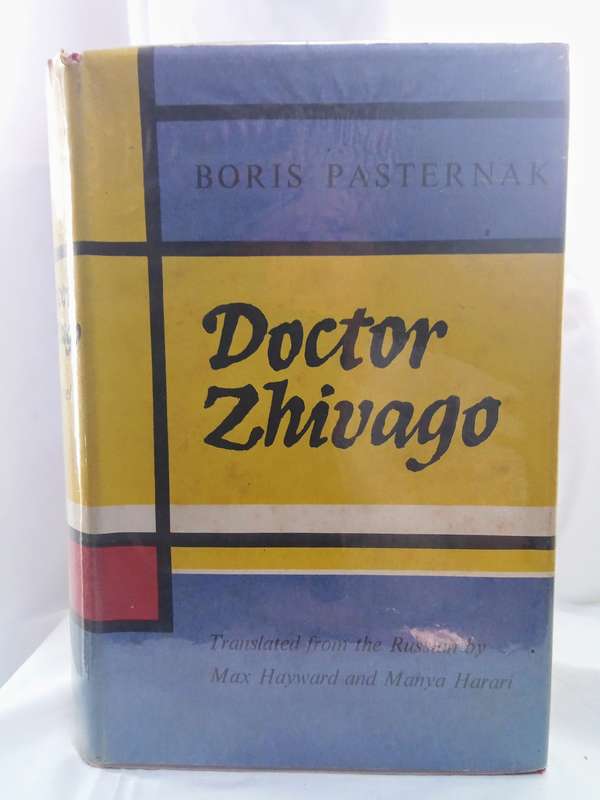 BORIS PASTERNAK
Doctor
Zhivago
Translated from the Russian by
Max Hayward and Manya Harari